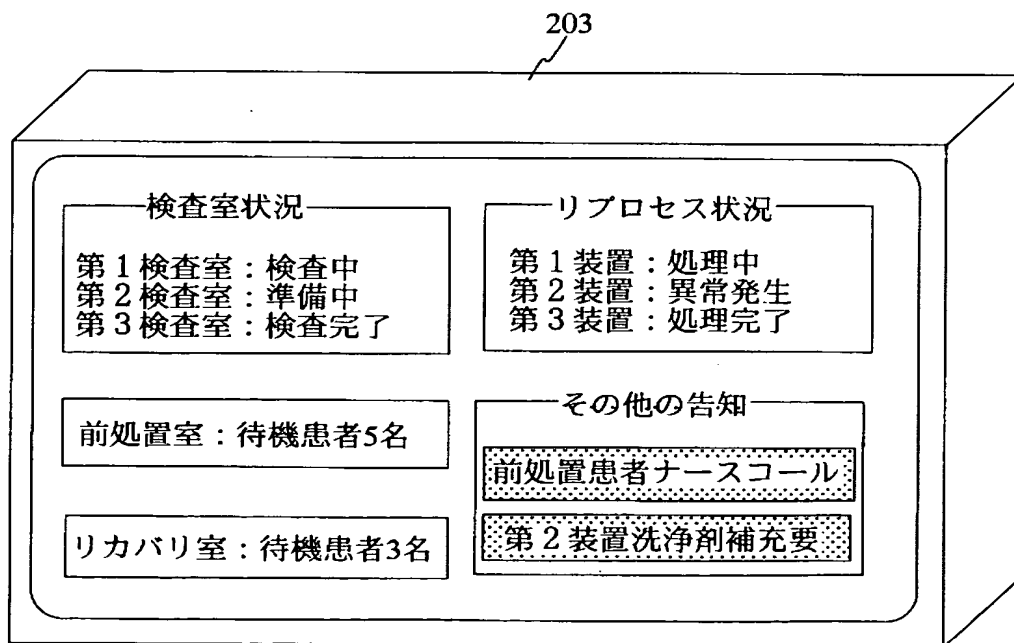 203
検査室状況
第1検査室：検査中
第2検査室：準備中
第3検査室：検査完了
リプロセス状況
第1装置：処理中
第2装置：異常発生
第3装置：処理完了
前処置室：待機患者5名
リカバリ室：待機患者3名
その他の告知
前処置患者ナースコール
第2装置洗浄剤補充要